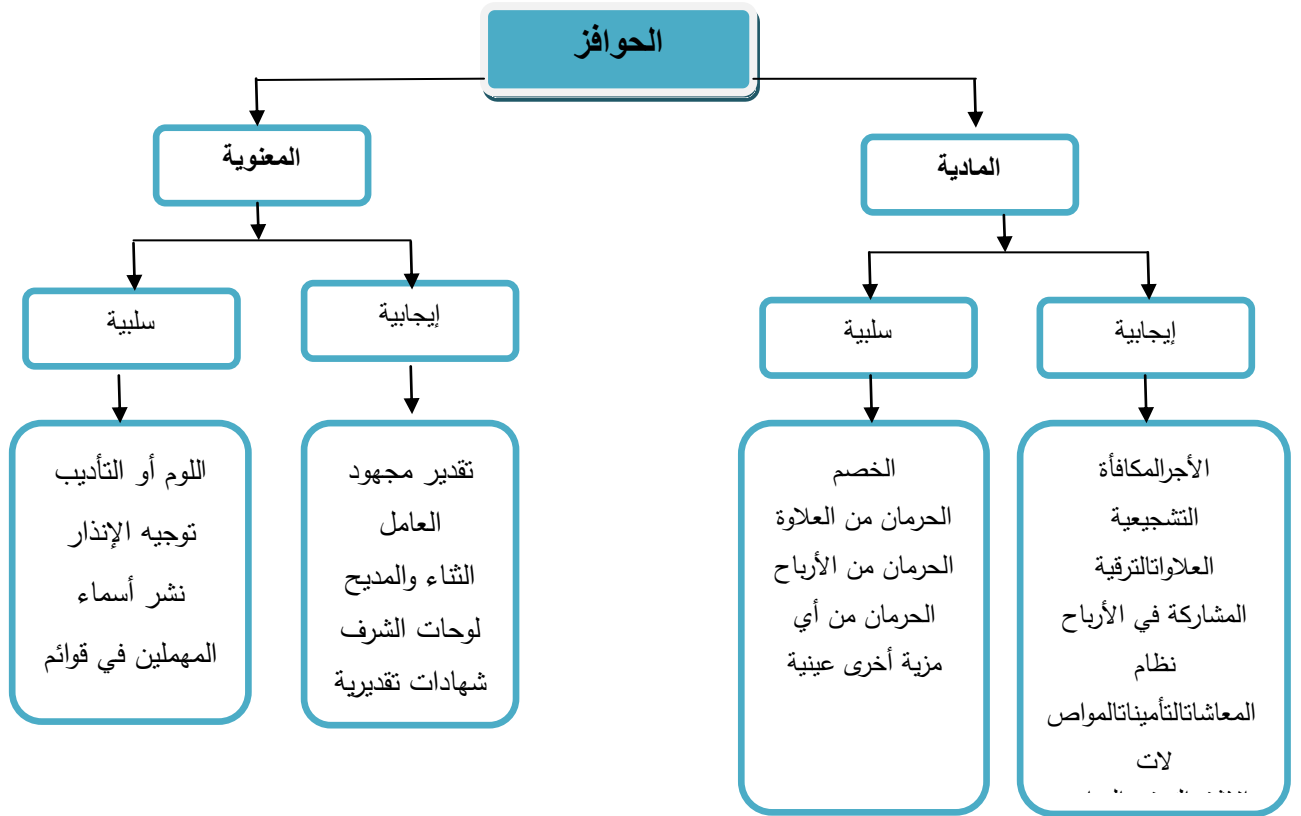 الحوافز
المادية
المعنوية
إيجابية
سلبية
إيجابية
سلبية
الأجرالمكافأة
التشجيعية
العلاواتالترقية
المشاركة في الأرباح
نظام
المعاشاتالتأميناتالمواص
لات
الخصم
الحرمان من العلاوة
الحرمان من الأرباح
الحرمان من أي
مزية أخرى عينية
تقدير مجهود
العامل
الثناء والمديح
لوحات الشرف
شهادات تقديرية
اللوم أو التأديب
توجيه الإنذار
نشر أسماء
المهملين في قوائم